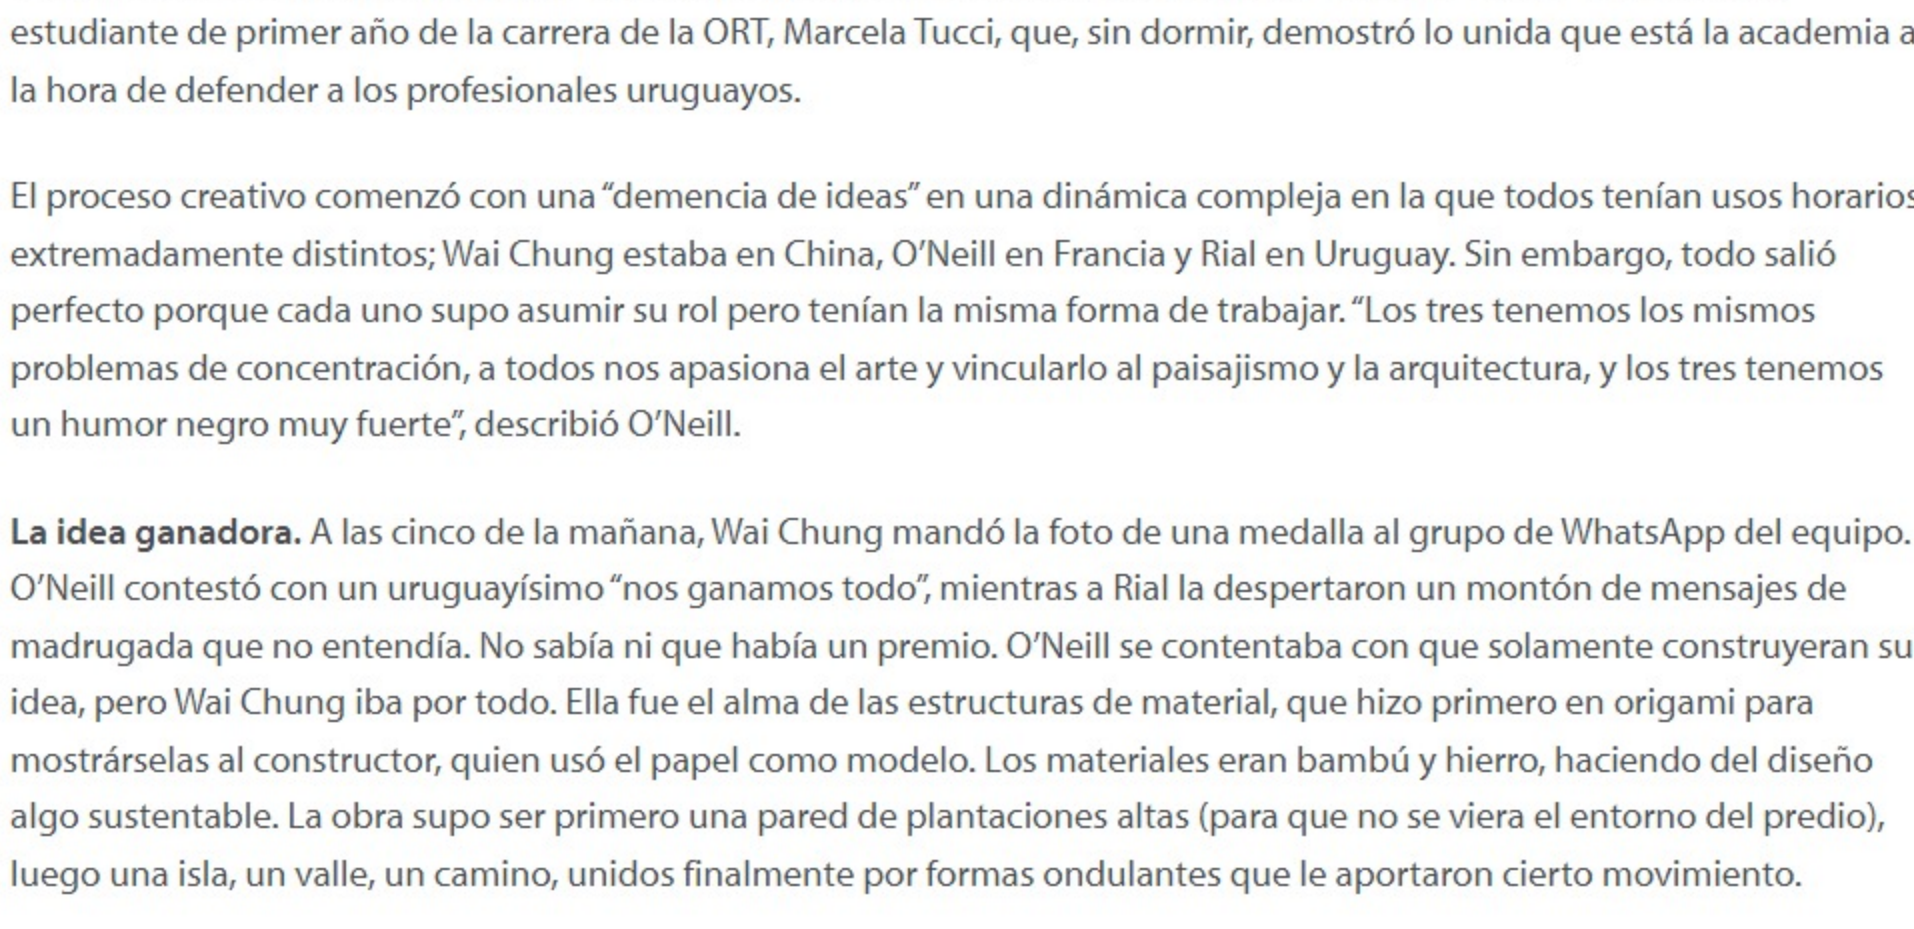 estudiante de primer año de la carrera de la ORT, Marcela Tucci, que, sin dormir, demostró lo unida que está la academia a
la hora de defender a los profesionales uruguayos.
El proceso creativo comenzó con una “demencia de ideas” en una dinámica compleja en la que todos tenían usos horarios
extremadamente distintos; Wai Chung estaba en China, O’Neill en Francia y Rial en Uruguay. Sin embargo, todo salió
perfecto porque cada uno supo asumir su rol pero tenían la misma forma de trabajar. “Los tres tenemos los mismos
problemas de concentración, a todos nos apasiona el arte y vincularlo al paisajismo y la arquitectura, y los tres tenemos
un humor negro muy fuerte”, describió O’Neill.
La idea ganadora. A las cinco de la mañana, Wai Chung mandó la foto de una medalla al grupo de WhatsApp del equipo.
O’Neill contestó con un uruguayísimo “nos ganamos todo”, mientras a Rial la despertaron un montón de mensajes de
madrugada que no entendía. No sabía ni que había un premio. O’Neill se contentaba con que solamente construyeran su
idea, pero Wai Chung iba por todo. Ella fue el alma de las estructuras de material, que hizo primero en origami para
mostrárselas al constructor, quien usó el papel como modelo. Los materiales eran bambú y hierro, haciendo del diseño
algo sustentable. La obra supo ser primero una pared de plantaciones altas (para que no se viera el entorno del predio),
luego una isla, un valle, un camino, unidos finalmente por formas ondulantes que le aportaron cierto movimiento.